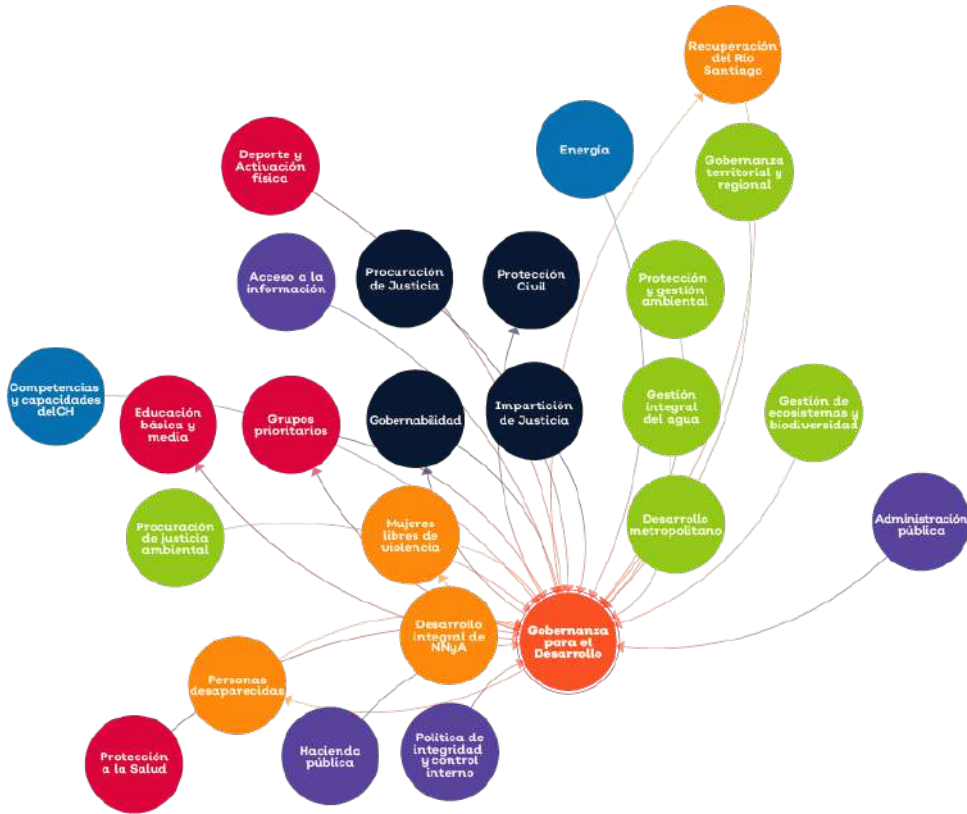 Recuperación
del Río
Santiago
Deporte y
Activación
física
Energía
Gobernanza
territorial y
regional
Acceso a la
información
Procuración
de Justicia
Protección
Civil
Protección
y gestión
ambiental
Competencias
y capacidades
delCH
Educación
básica y
media
Grupos
prioritarios
Gobernabilidad
Impartición
de Justicia
Gestión
integral
del agua
Gestión de
ecosistemas y
biodiversidad
Procuración
de justicia
ambiental
Mujeres
libres de
violencia
Desarrollo
metropolitano
Administración
pública
Desarrollo
integral de
NNyA
Gobernanza
para el
Desarrollo
Personas
desaparecidas
Protección
a la Salud
Hacienda
pública
Política de
integridad
y control
interno